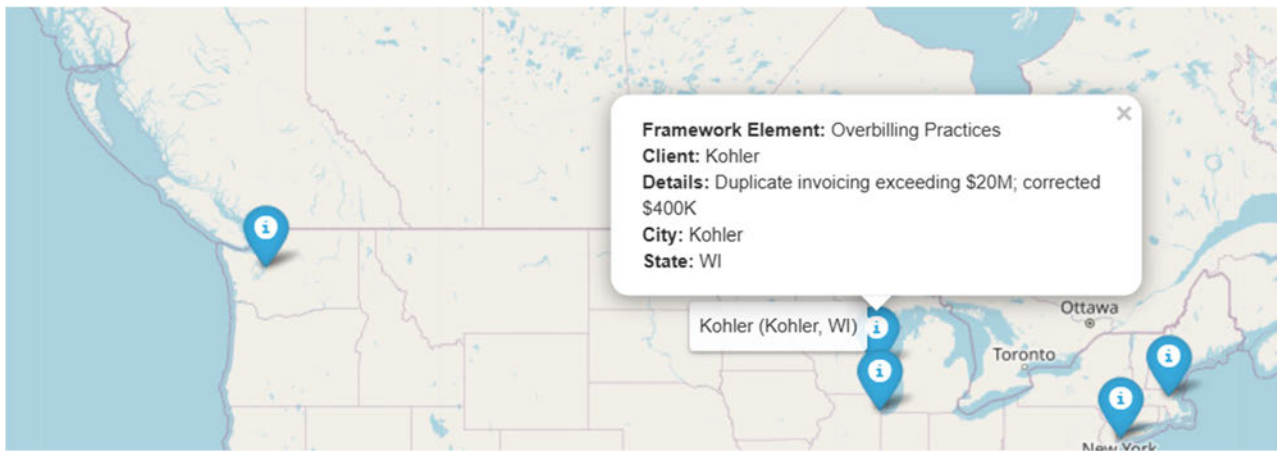 Framework Element: Overbilling Practices
Client: Kohler
Details: Duplicate invoicing exceeding $20M; corrected
$400K
City: Kohler
State: WI
Kohler (Kohler, WI)
Ottawa
Toronto
New York